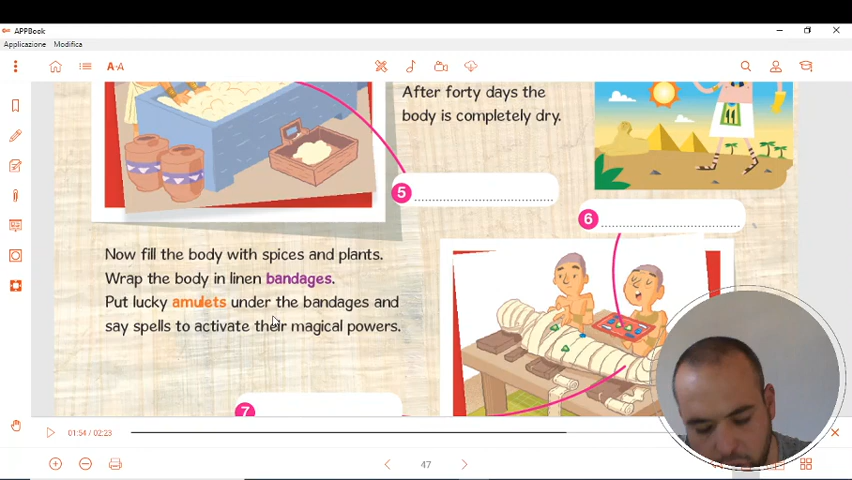 APPBook
Applicazione Modifica
A-A
After forty days the
body is completely dry.
5
6
Now fill the body with spices and plants.
Wrap the body in linen bandages.
Put lucky amulets under the bandages and
say spells to activate their magical powers.
7
01:54 / 02:23
47